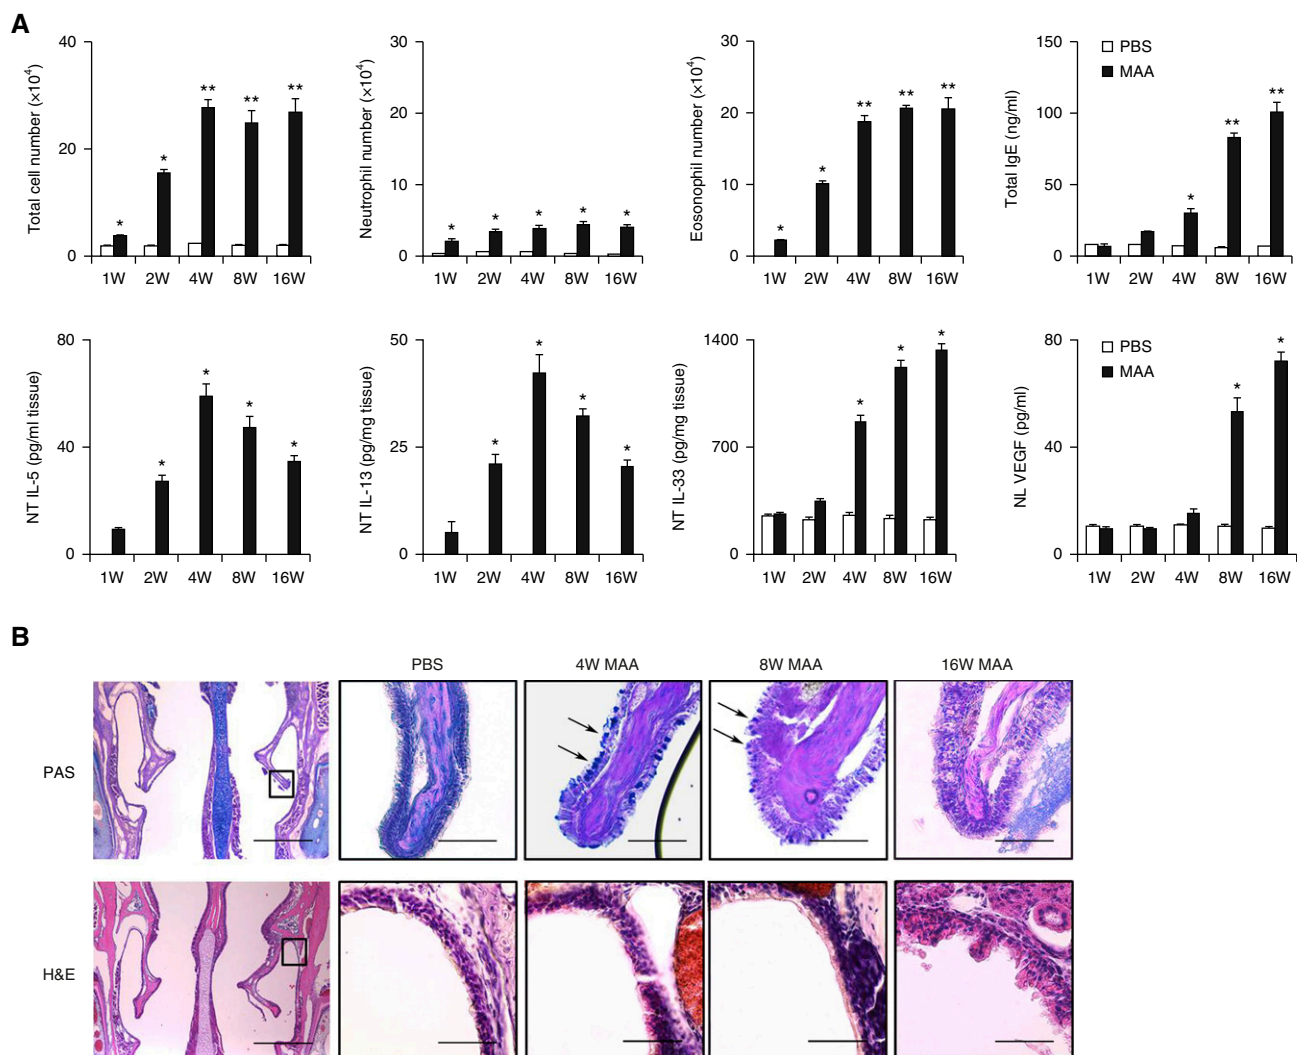 A
Total cell number (×10⁴)
40
20
0
* * ** ** **
1W 2W 4W 8W 16W
Neutrophil number (×10⁴)
30
20
10
0
* * * * *
1W 2W 4W 8W 16W
Eosonophil number (×10⁴)
30
20
10
0
* * ** ** **
1W 2W 4W 8W 16W
Total IgE (ng/ml)
150
100
50
0
PBS
MAA
* ** **
1W 2W 4W 8W 16W
NT IL-5 (pg/ml tissue)
80
40
0
* * * *
1W 2W 4W 8W 16W
NT IL-13 (pg/mg tissue)
50
25
0
* * * *
1W 2W 4W 8W 16W
NT IL-33 (pg/mg tissue)
1400
700
0
* * *
1W 2W 4W 8W 16W
NL VEGF (pg/ml)
80
40
0
PBS
MAA
* *
1W 2W 4W 8W 16W
B
PBS 4W MAA 8W MAA 16W MAA
PAS
H&E